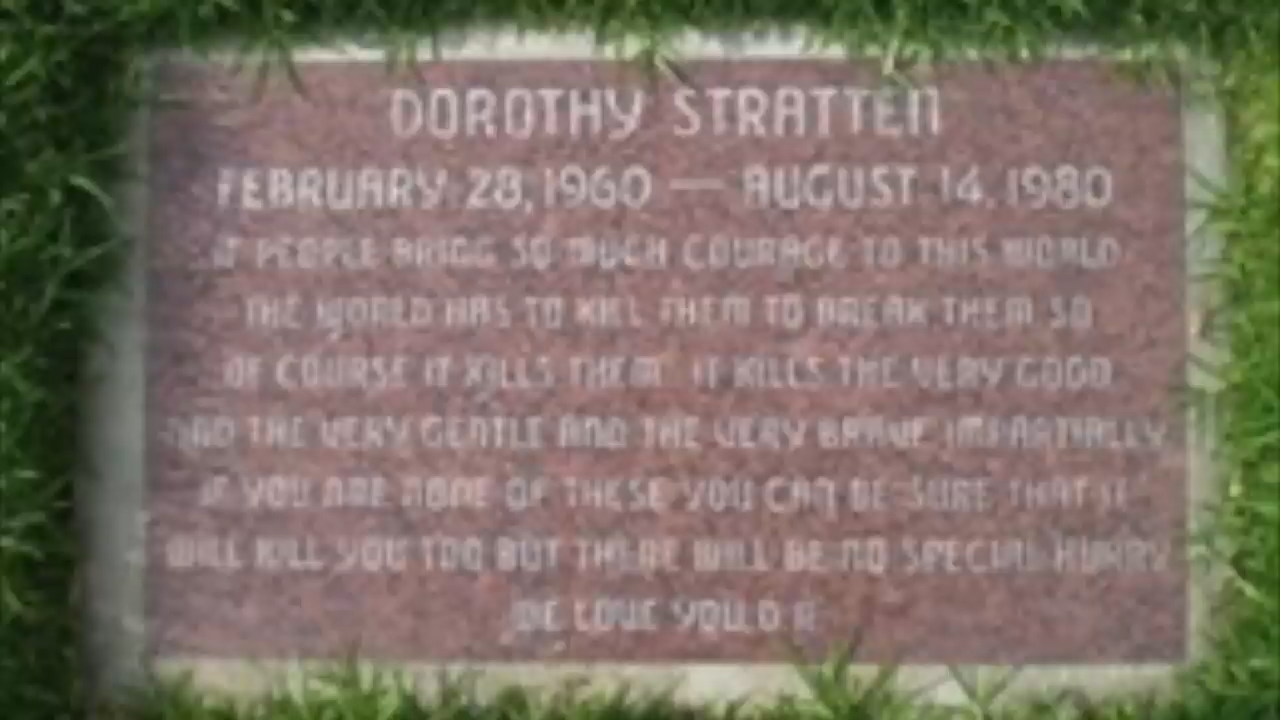 DOROTHY STRATTEN
FEBRUARY 28, 1960 — AUGUST 14, 1980
IF PEOPLE BRING SO MUCH COURAGE TO THIS WORLD
THE WORLD HAS TO KILL THEM TO BREAK THEM SO
OF COURSE IT KILLS THEM IT KILLS THE VERY GOOD
AND THE VERY GENTLE AND THE VERY BRAVE IMPARTIALLY
IF YOU ARE NONE OF THESE YOU CAN BE SURE THAT IT
WILL KILL YOU TOO BUT THERE WILL BE NO SPECIAL HURRY
WE LOVE YOU D R